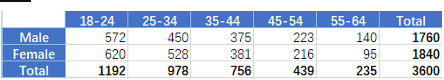 18-24 25-34 35-44 45-54 55-64 Total
Male 572 450 375 223 140 1760
Female 620 528 381 216 95 1840
Total 1192 978 756 439 235 3600